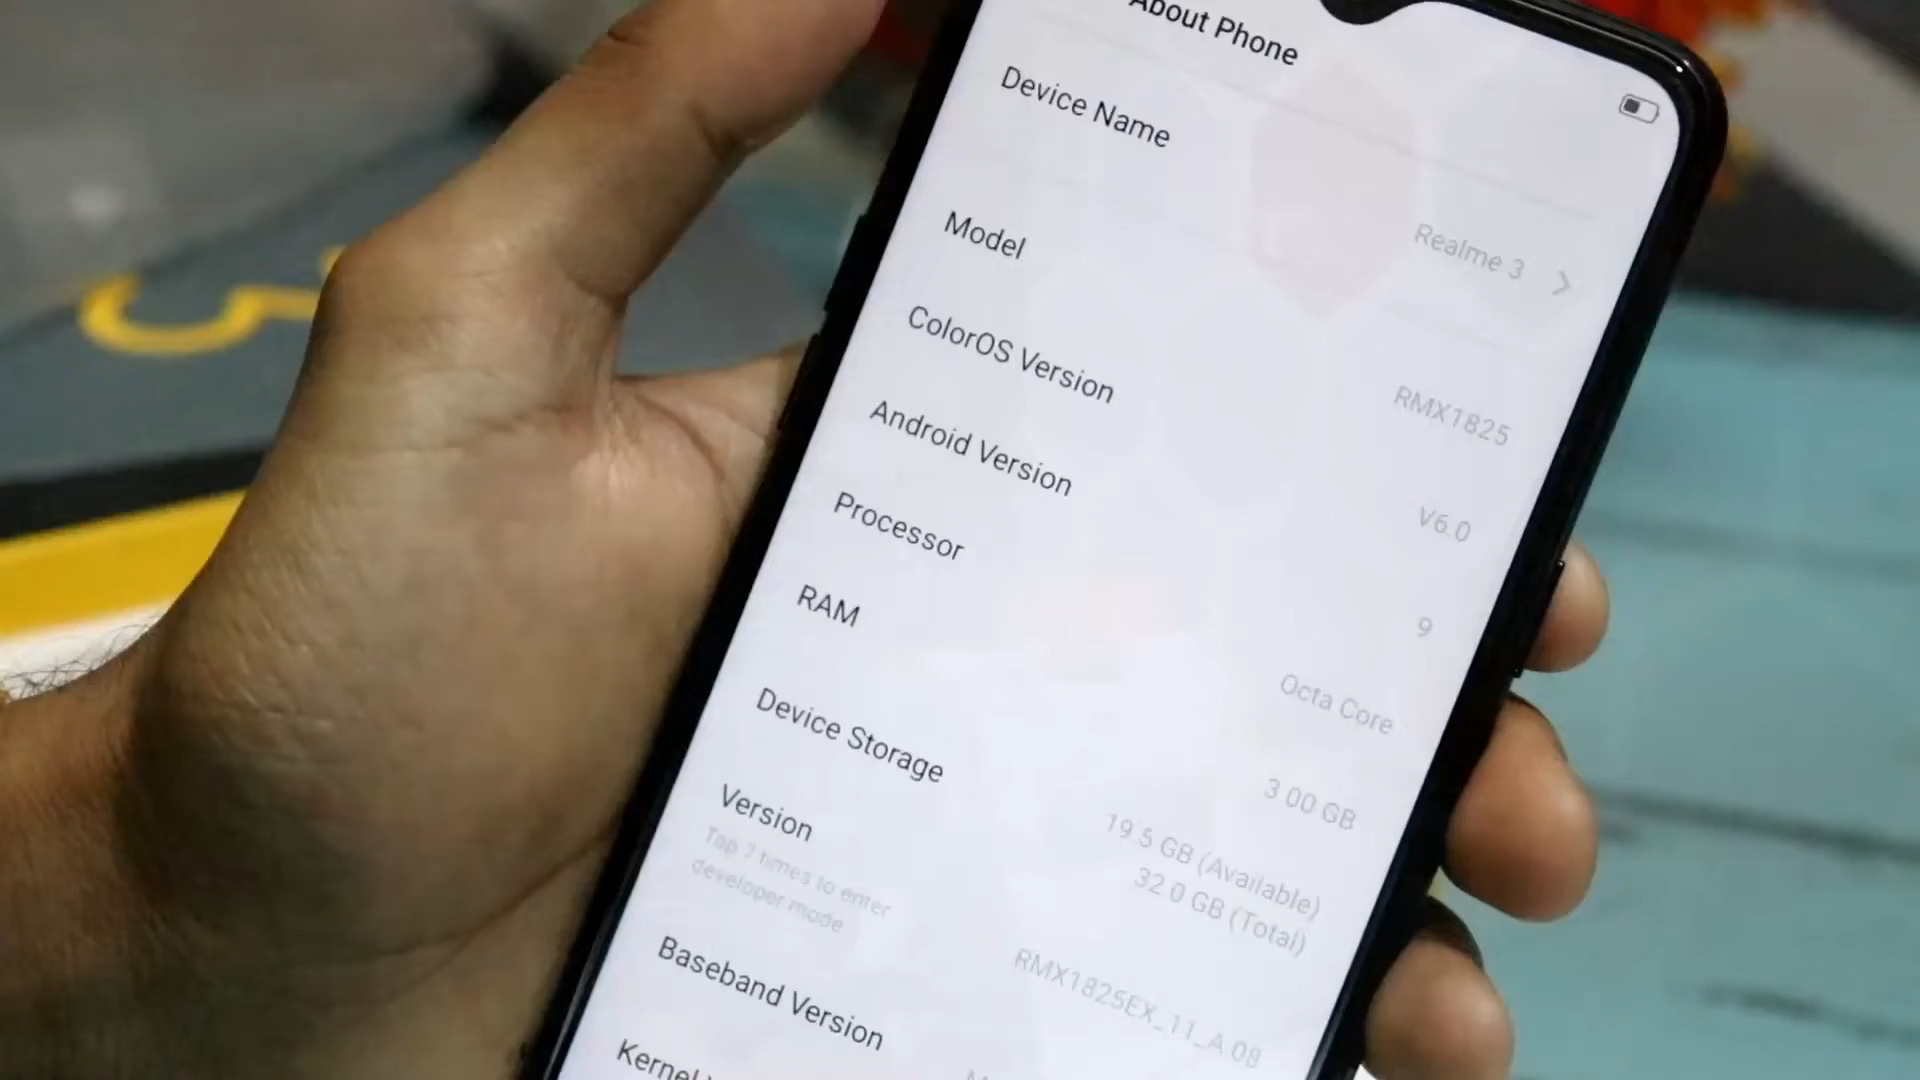 About Phone
Device Name
Realme 3
Model
RMX1825
ColorOS Version
V6.0
Android Version
9
Processor
Octa Core
RAM
3.00 GB
Device Storage
19.5 GB (Available)
32.0 GB (Total)
Version
Tap 7 times to enter
developer mode
RMX1825EX_11_A.08
Baseband Version
Kernel